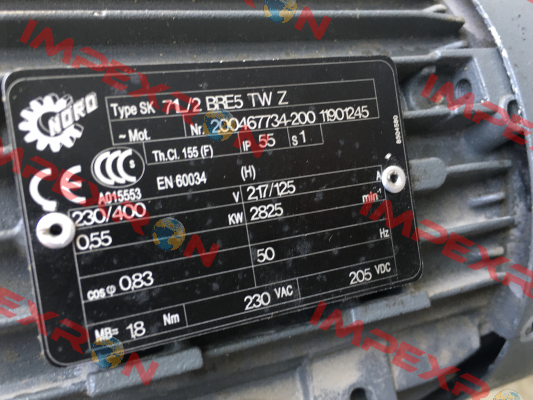 NORD
Type SK 71./2 BRE5 TW Z
~ Mot. Nr. 200467734-200 11901245
Th.Cl. 155 (F) IP 55 S 1
A015553 EN 60034 (H)
230/400 V 2,17/1,25 A
0,55 KW 2825 min-1
cos φ 0,83 50 Hz
MB= 18 Nm 230 VAC 205 VDC
IMPEXRON